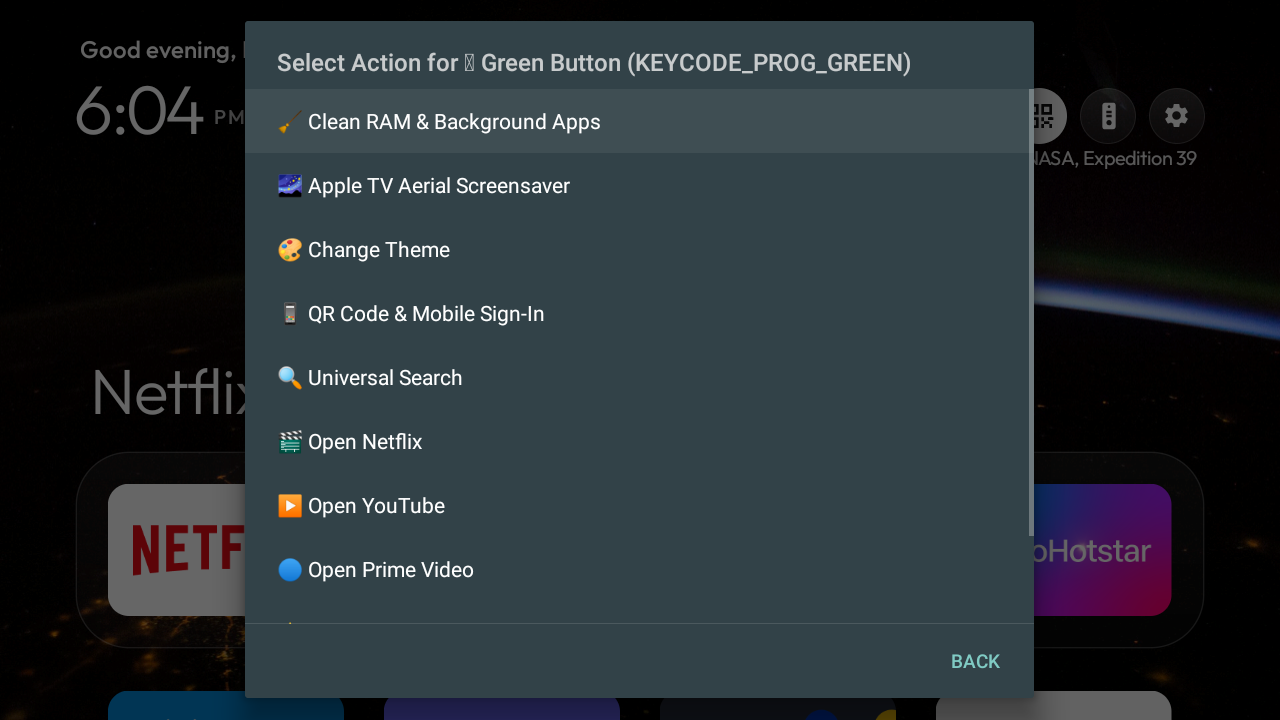 Good evening,
6:04 PM
NASA, Expedition 39
Select Action for Green Button (KEYCODE_PROG_GREEN)
Clean RAM & Background Apps
Apple TV Aerial Screensaver
Change Theme
QR Code & Mobile Sign-In
Universal Search
Open Netflix
Open YouTube
Open Prime Video
BACK
Netflix
NETF
oHotstar